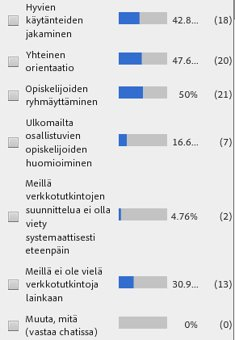 Hyvien
käytänteiden
jakaminen
42.8... (18)
Yhteinen
orientaatio
47.6... (20)
Opiskelijoiden
ryhmäyttäminen
50% (21)
Ulkomailta
osallistuvien
opiskelijoiden
huomioiminen
16.6... (7)
Meillä
verkkotutkintojen
suunnittelua ei olla
viety
systemaattisesti
eteenpäin
4.76% (2)
Meillä ei ole vielä
verkkotutkintoja
lainkaan
30.9... (13)
Muuta, mitä
(vastaa chatissa)
0% (0)